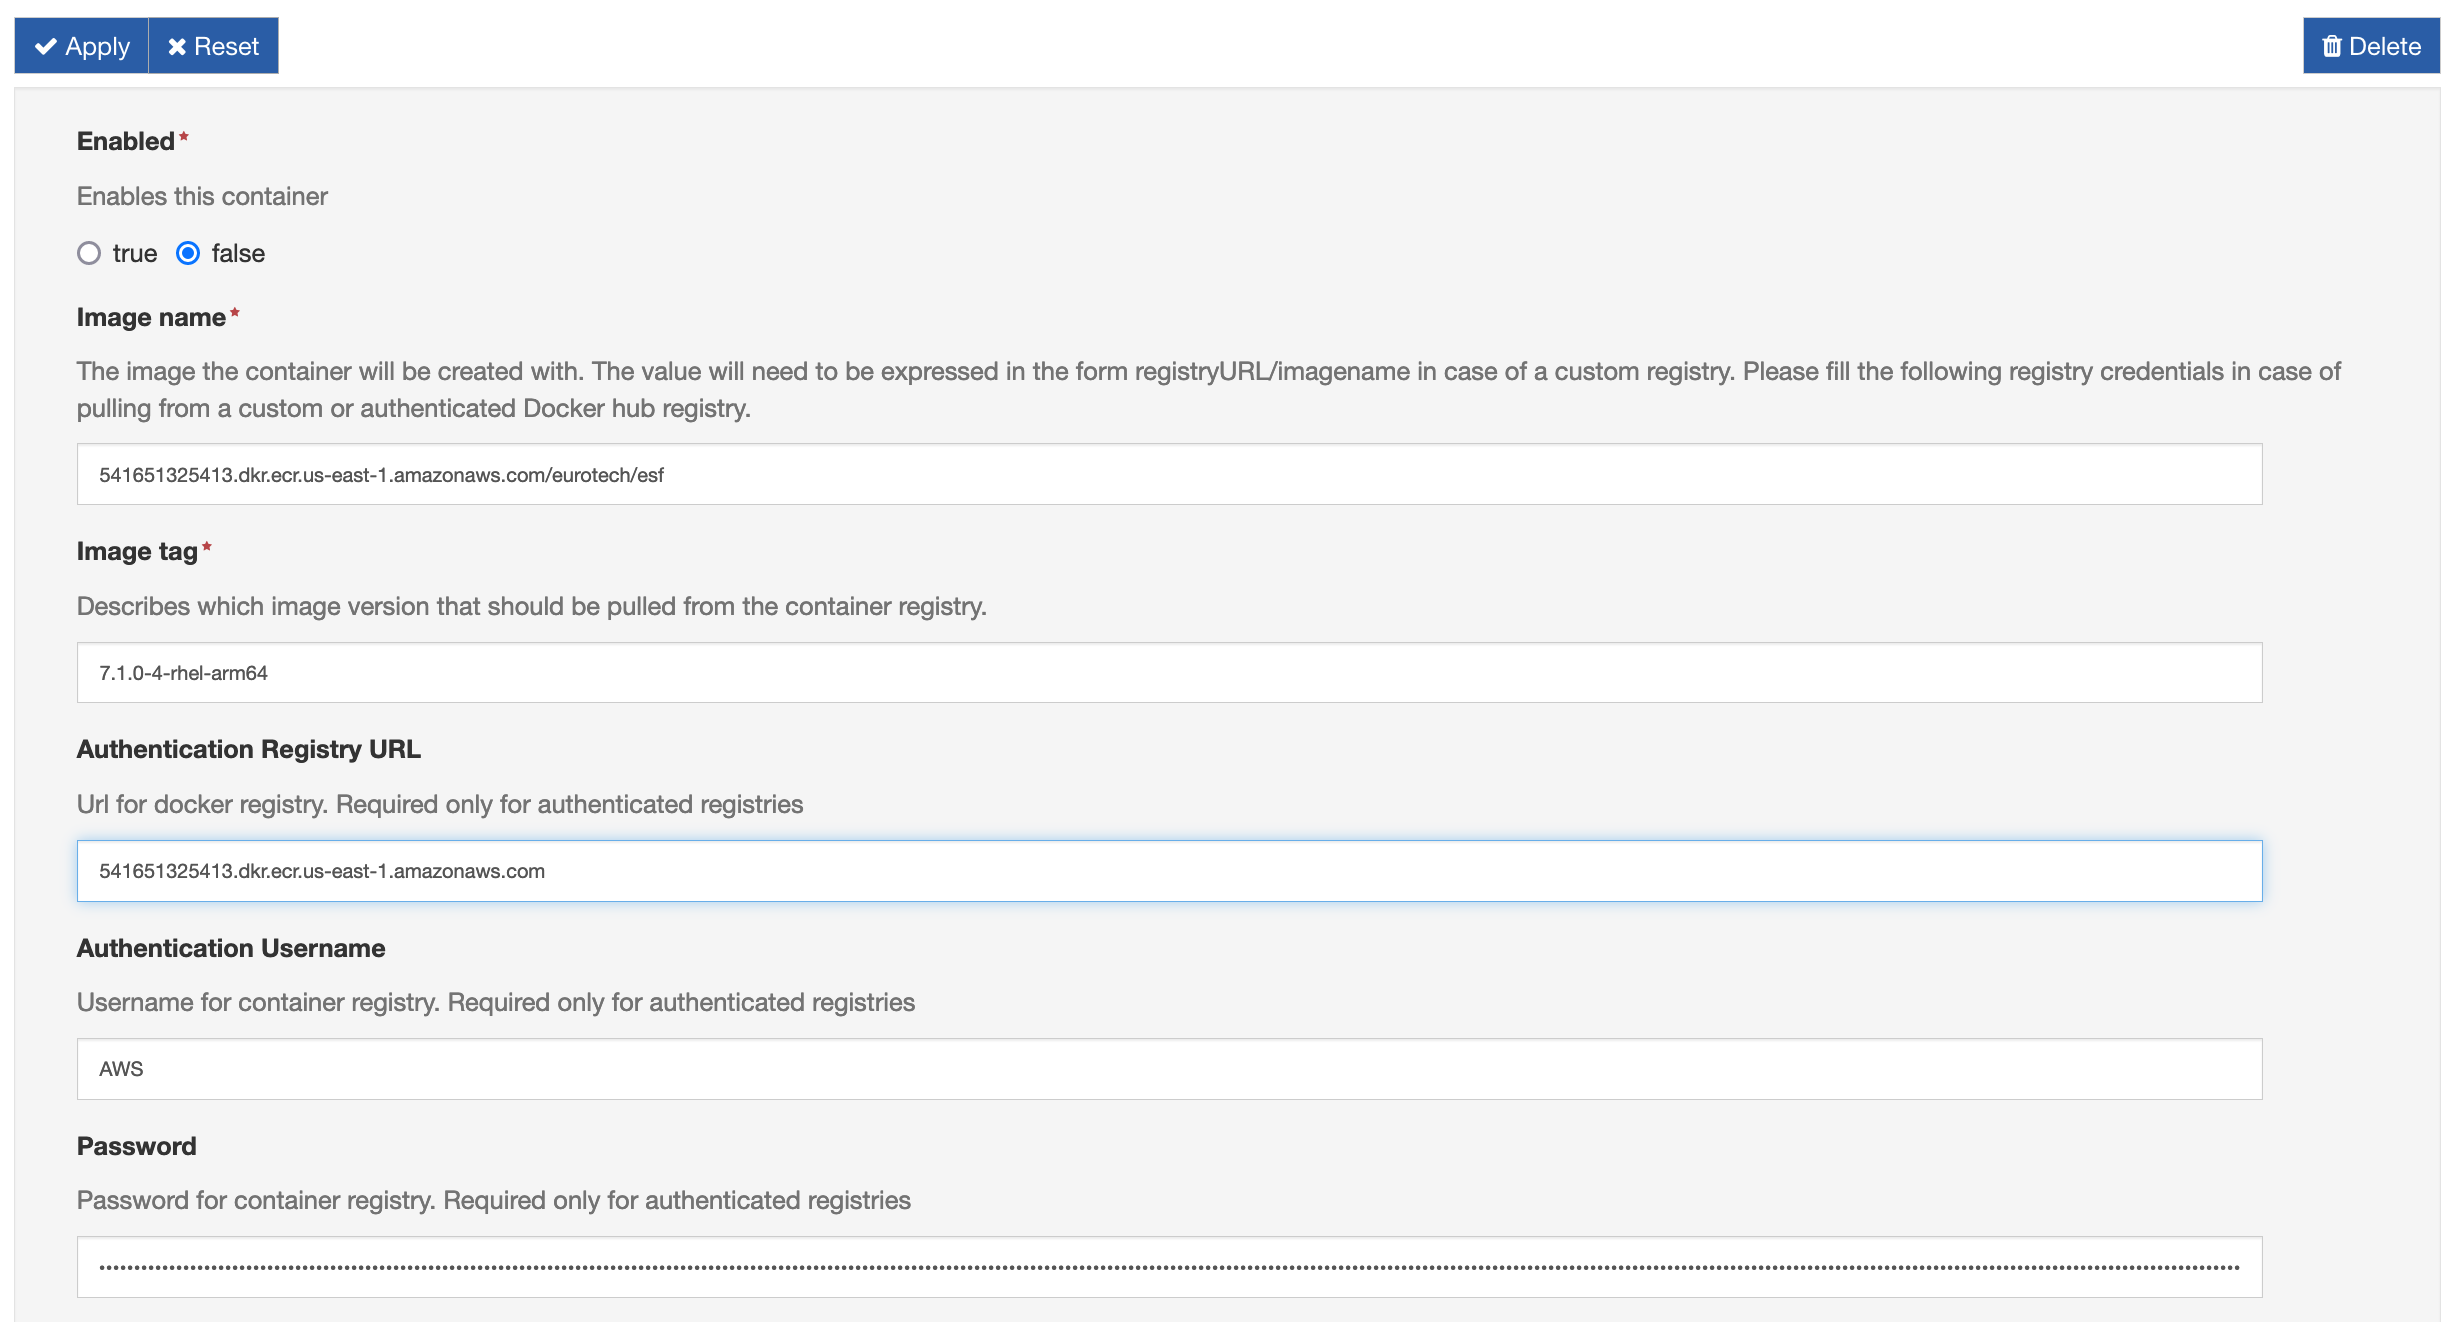 Apply Reset Delete
Enabled*
Enables this container
true false
Image name*
The image the container will be created with. The value will need to be expressed in the form registryURL/imagename in case of a custom registry. Please fill the following registry credentials in case of
pulling from a custom or authenticated Docker hub registry.
541651325413.dkr.ecr.us-east-1.amazonaws.com/eurotech/esf
Image tag*
Describes which image version that should be pulled from the container registry.
7.1.0-4-rhel-arm64
Authentication Registry URL
Url for docker registry. Required only for authenticated registries
541651325413.dkr.ecr.us-east-1.amazonaws.com
Authentication Username
Username for container registry. Required only for authenticated registries
AWS
Password
Password for container registry. Required only for authenticated registries